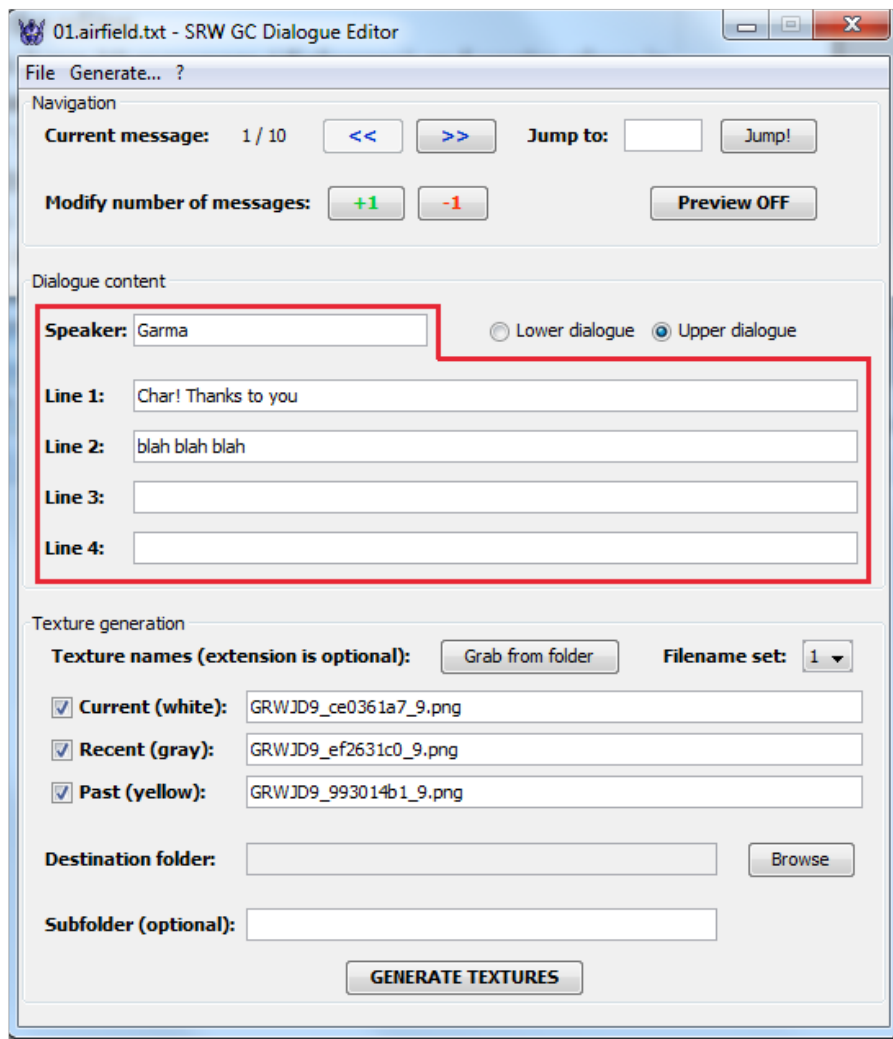 01.airfield.txt - SRW GC Dialogue Editor
File Generate... ?
Navigation
Current message: 1 / 10 << >> Jump to: Jump!
Modify number of messages: +1 -1 Preview OFF
Dialogue content
Speaker: Garma Lower dialogue Upper dialogue
Line 1: Char! Thanks to you
Line 2: blah blah blah
Line 3:
Line 4:
Texture generation
Texture names (extension is optional): Grab from folder Filename set: 1
Current (white): GRWJD9_ce0361a7_9.png
Recent (gray): GRWJD9_ef2631c0_9.png
Past (yellow): GRWJD9_993014b1_9.png
Destination folder: Browse
Subfolder (optional):
GENERATE TEXTURES